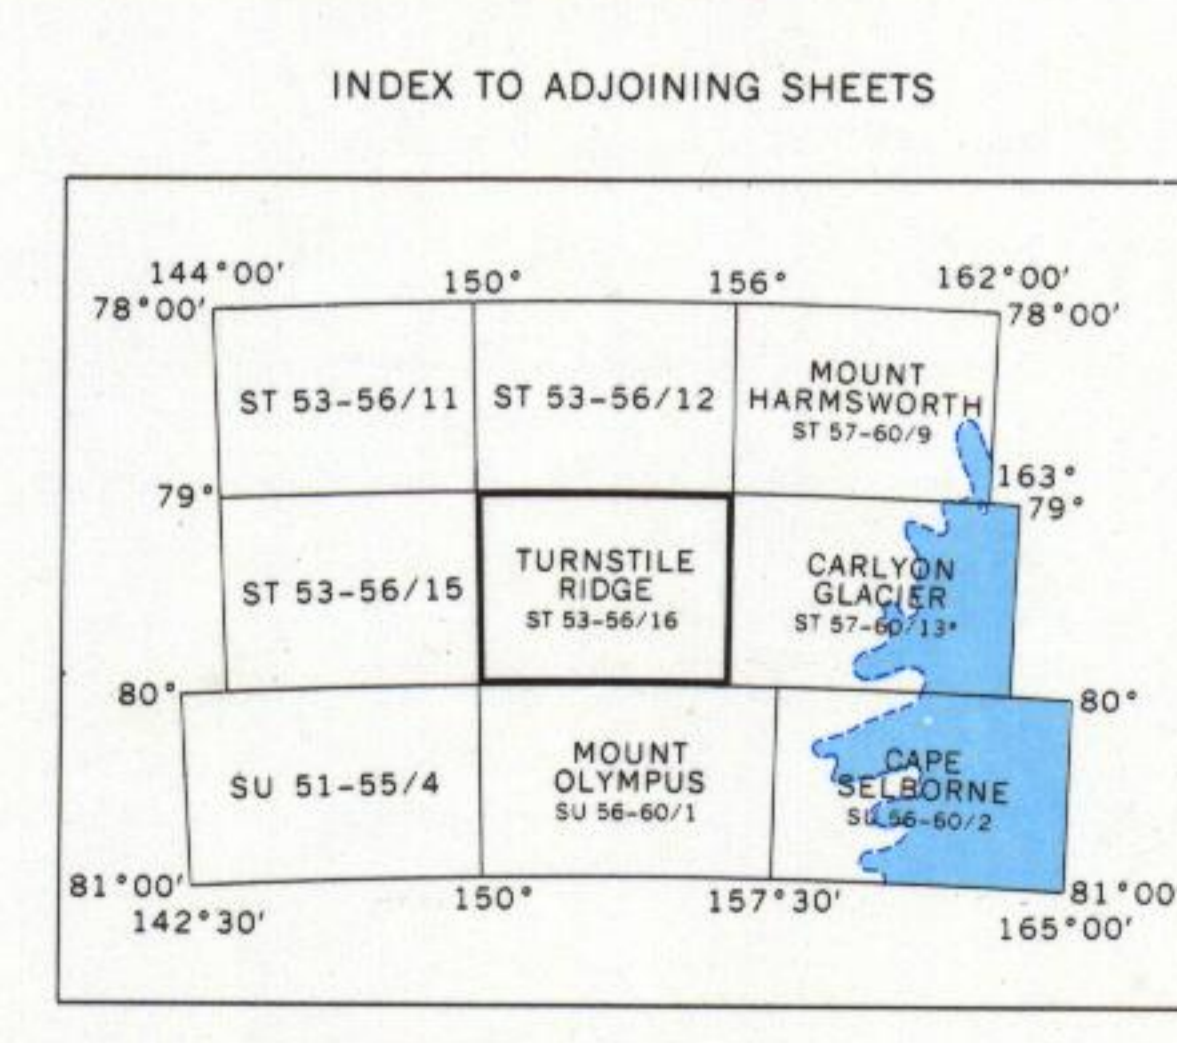 INDEX TO ADJOINING SHEETS
144°00'
150°
156°
162°00'
78°00'
78°00'
ST 53-56/11
ST 53-56/12
MOUNT
HARMSWORTH
ST 57-60/9
163°
79°
79°
ST 53-56/15
TURNSTILE
RIDGE
ST 53-56/16
CARLYON
GLACIER
ST 57-60/13*
80°
80°
SU 51-55/4
MOUNT
OLYMPUS
SU 56-60/1
CAPE
SELBORNE
SU 56-60/2
81°00'
81°00
142°30'
150°
157°30'
165°00'